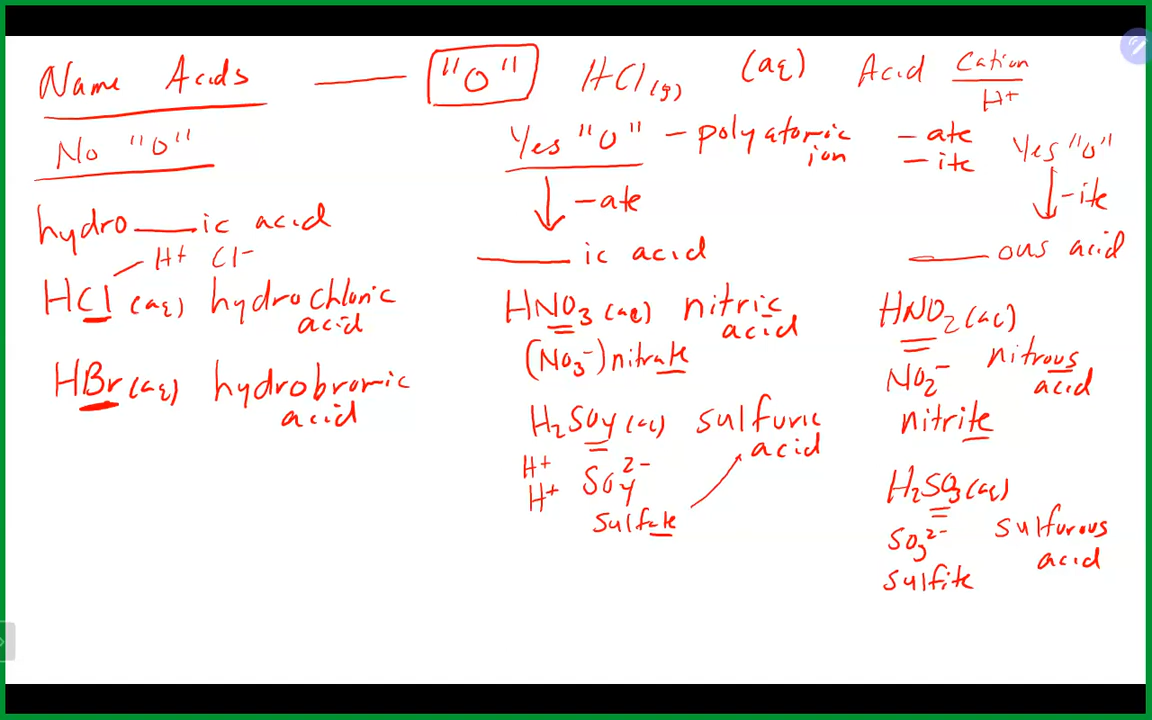 Name Acids — "O" HCl(g) (aq) Acid Cation
H+
No "O"
hydro___ic acid
H+ Cl-
HCl (aq) hydrochloric
acid
HBr (aq) hydrobromic
acid
Yes "O" - polyatomic
ion
- ate
- ite
↓ -ate
___ ic acid
HNO3 (aq) nitric
acid
(NO3-) nitrate
H2SO4 (aq) sulfuric
acid
H+ SO4 2-
H+
sulfate
Yes "O"
↓ -ite
___ ous acid
HNO2 (aq)
nitrous
acid
NO2-
nitrite
H2SO3 (aq)
sulfurous
acid
SO3 2-
sulfite